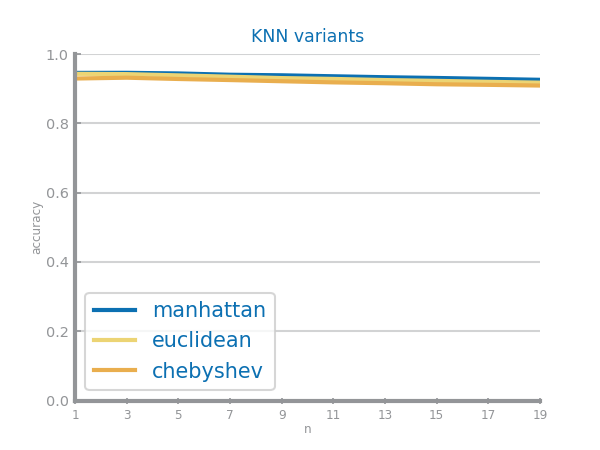 KNN variants
1.0
0.8
0.6
0.4
0.2
0.0
accuracy
manhattan
euclidean
chebyshev
1 3 5 7 9 11 13 15 17 19
n